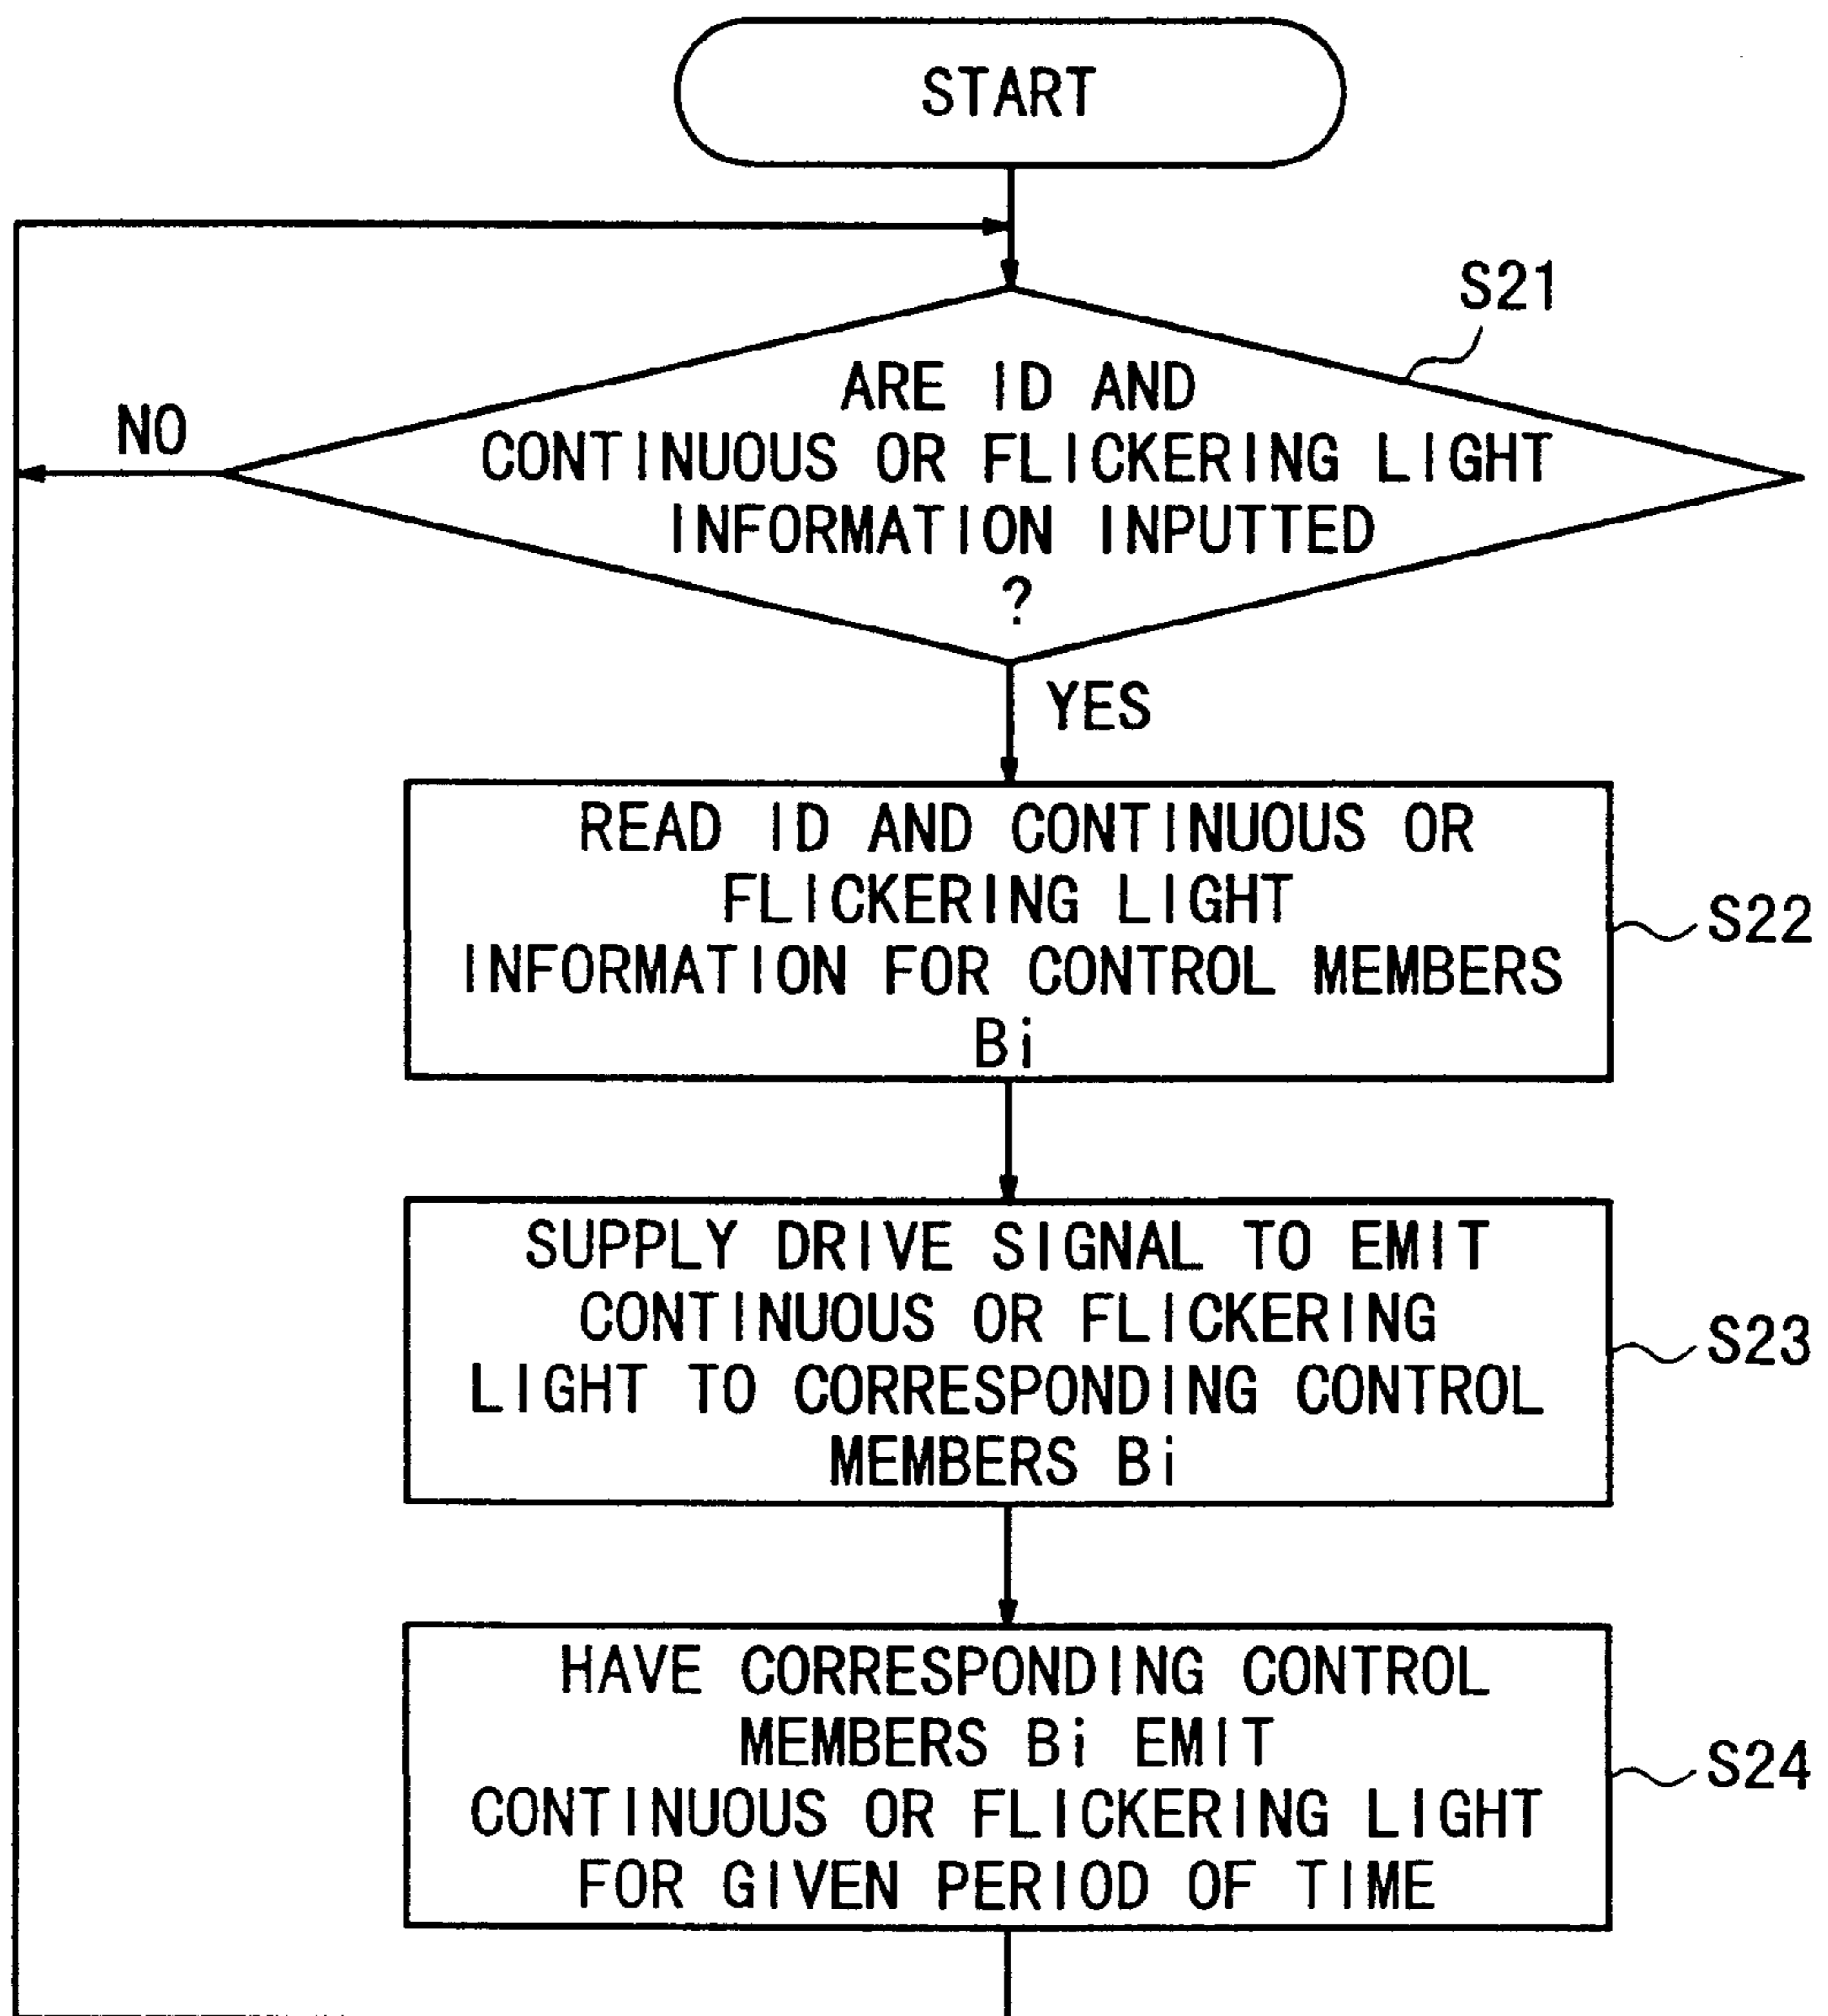 START
S21
ARE ID AND
CONTINUOUS OR FLICKERING LIGHT
INFORMATION INPUTTED
?
NO
YES
READ ID AND CONTINUOUS OR
FLICKERING LIGHT
INFORMATION FOR CONTROL MEMBERS
Bi
S22
SUPPLY DRIVE SIGNAL TO EMIT
CONTINUOUS OR FLICKERING
LIGHT TO CORRESPONDING CONTROL
MEMBERS Bi
S23
HAVE CORRESPONDING CONTROL
MEMBERS Bi EMIT
CONTINUOUS OR FLICKERING LIGHT
FOR GIVEN PERIOD OF TIME
S24